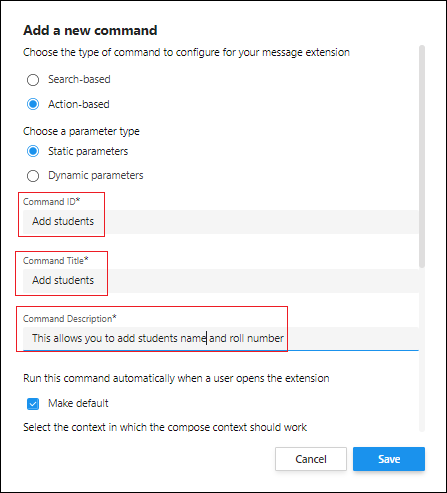 Add a new command
Choose the type of command to configure for your message extension
Search-based
Action-based
Choose a parameter type
Static parameters
Dynamic parameters
Command ID*
Add students
Command Title*
Add students
Command Description*
This allows you to add students name and roll number
Run this command automatically when a user opens the extension
Make default
Select the context in which the compose context should work
Cancel
Save